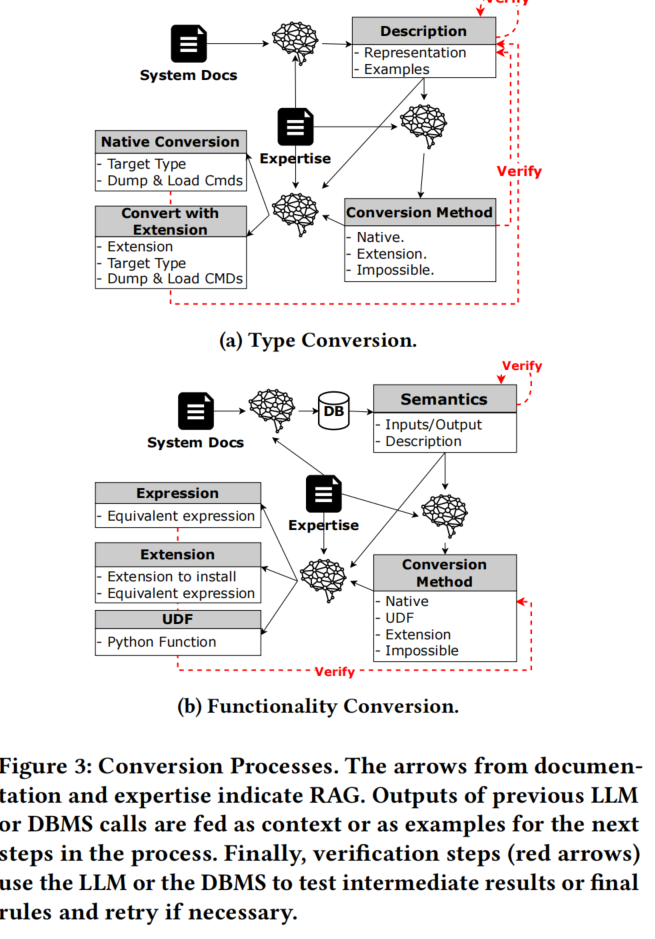 Verify
Description
- Representation
- Examples
System Docs
Expertise
Native Conversion
- Target Type
- Dump & Load Cmds
Convert with
Extension
- Extension
- Target Type
- Dump & Load CMDs
Verify
Conversion Method
- Native.
- Extension.
- Impossible.
(a) Type Conversion.
Verify
Semantics
- Inputs/Output
- Description
DB
System Docs
Expertise
Expression
- Equivalent expression
Extension
- Extension to install
- Equivalent expression
UDF
- Python Function
Conversion
Method
- Native
- UDF
- Extension
- Impossible
Verify
(b) Functionality Conversion.
Figure 3: Conversion Processes. The arrows from documen-
tation and expertise indicate RAG. Outputs of previous LLM
or DBMS calls are fed as context or as examples for the next
steps in the process. Finally, verification steps (red arrows)
use the LLM or the DBMS to test intermediate results or final
rules and retry if necessary.